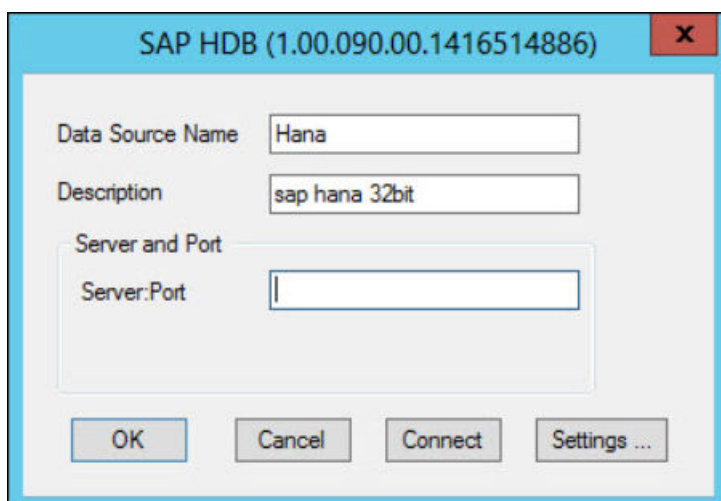 SAP HDB (1.00.090.00.1416514886)
x
Data Source Name Hana
Description sap hana 32bit
Server and Port
Server:Port
OK Cancel Connect Settings ...